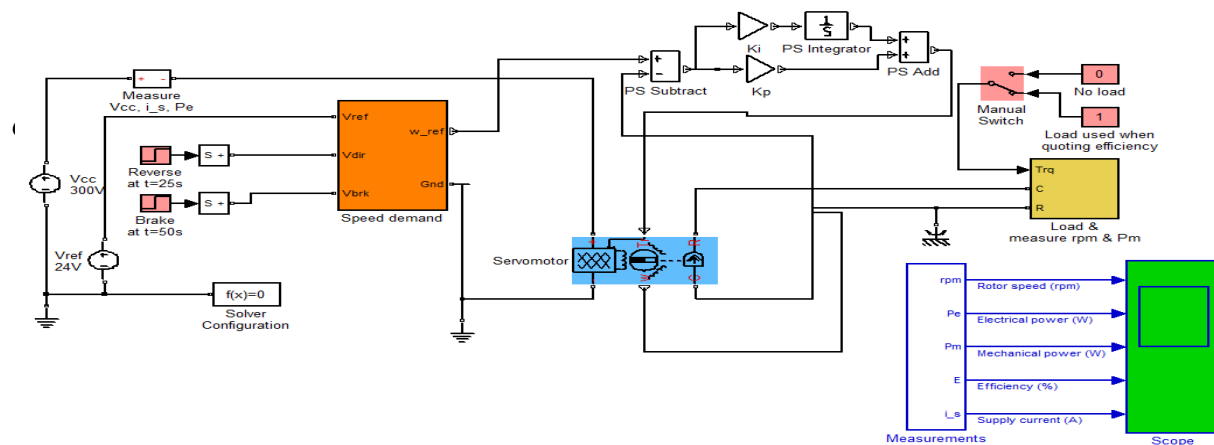 Ki
PS Integrator
1
s
+
+
PS Add
+
-
PS Subtract
Kp
+ -
Measure
Vcc, i_s, Pe
0
No load
Manual
Switch
1
Load used when
quoting efficiency
Vref
w_ref
Vdir
Gnd
Vbrk
Speed demand
S +
Reverse
at t=25s
S +
Brake
at t=50s
Vcc
300V
Vref
24V
f(x)=0
Solver
Configuration
Servomotor
Trq
C
R
Load &
measure rpm & Pm
rpm
Rotor speed (rpm)
Pe
Electrical power (W)
Pm
Mechanical power (W)
E
Efficiency (%)
i_s
Supply current (A)
Measurements
Scope